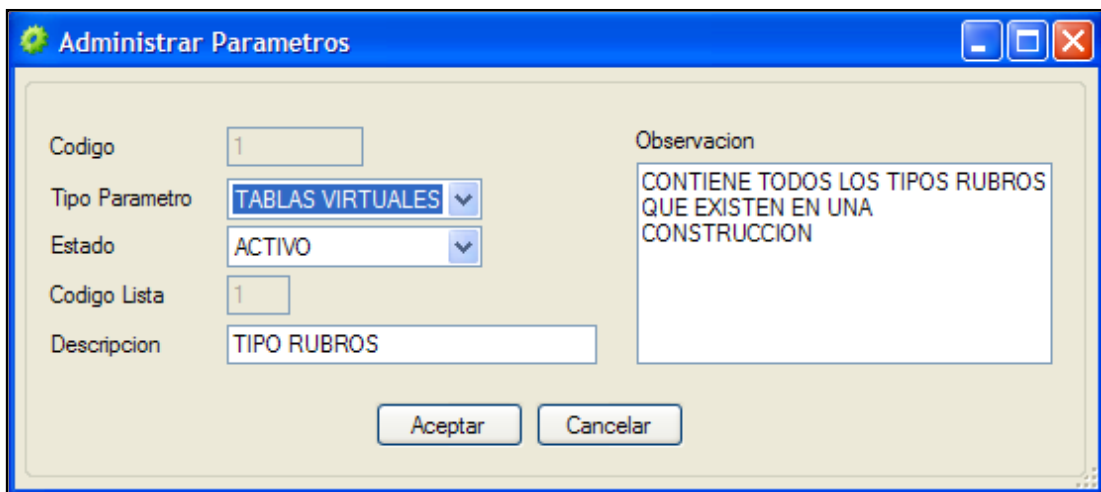 Administrar Parametros
Codigo
1
Tipo Parametro
TABLAS VIRTUALES
Estado
ACTIVO
Codigo Lista
1
Descripcion
TIPO RUBROS
Observacion
CONTIENE TODOS LOS TIPOS RUBROS
QUE EXISTEN EN UNA
CONSTRUCCION
Aceptar
Cancelar